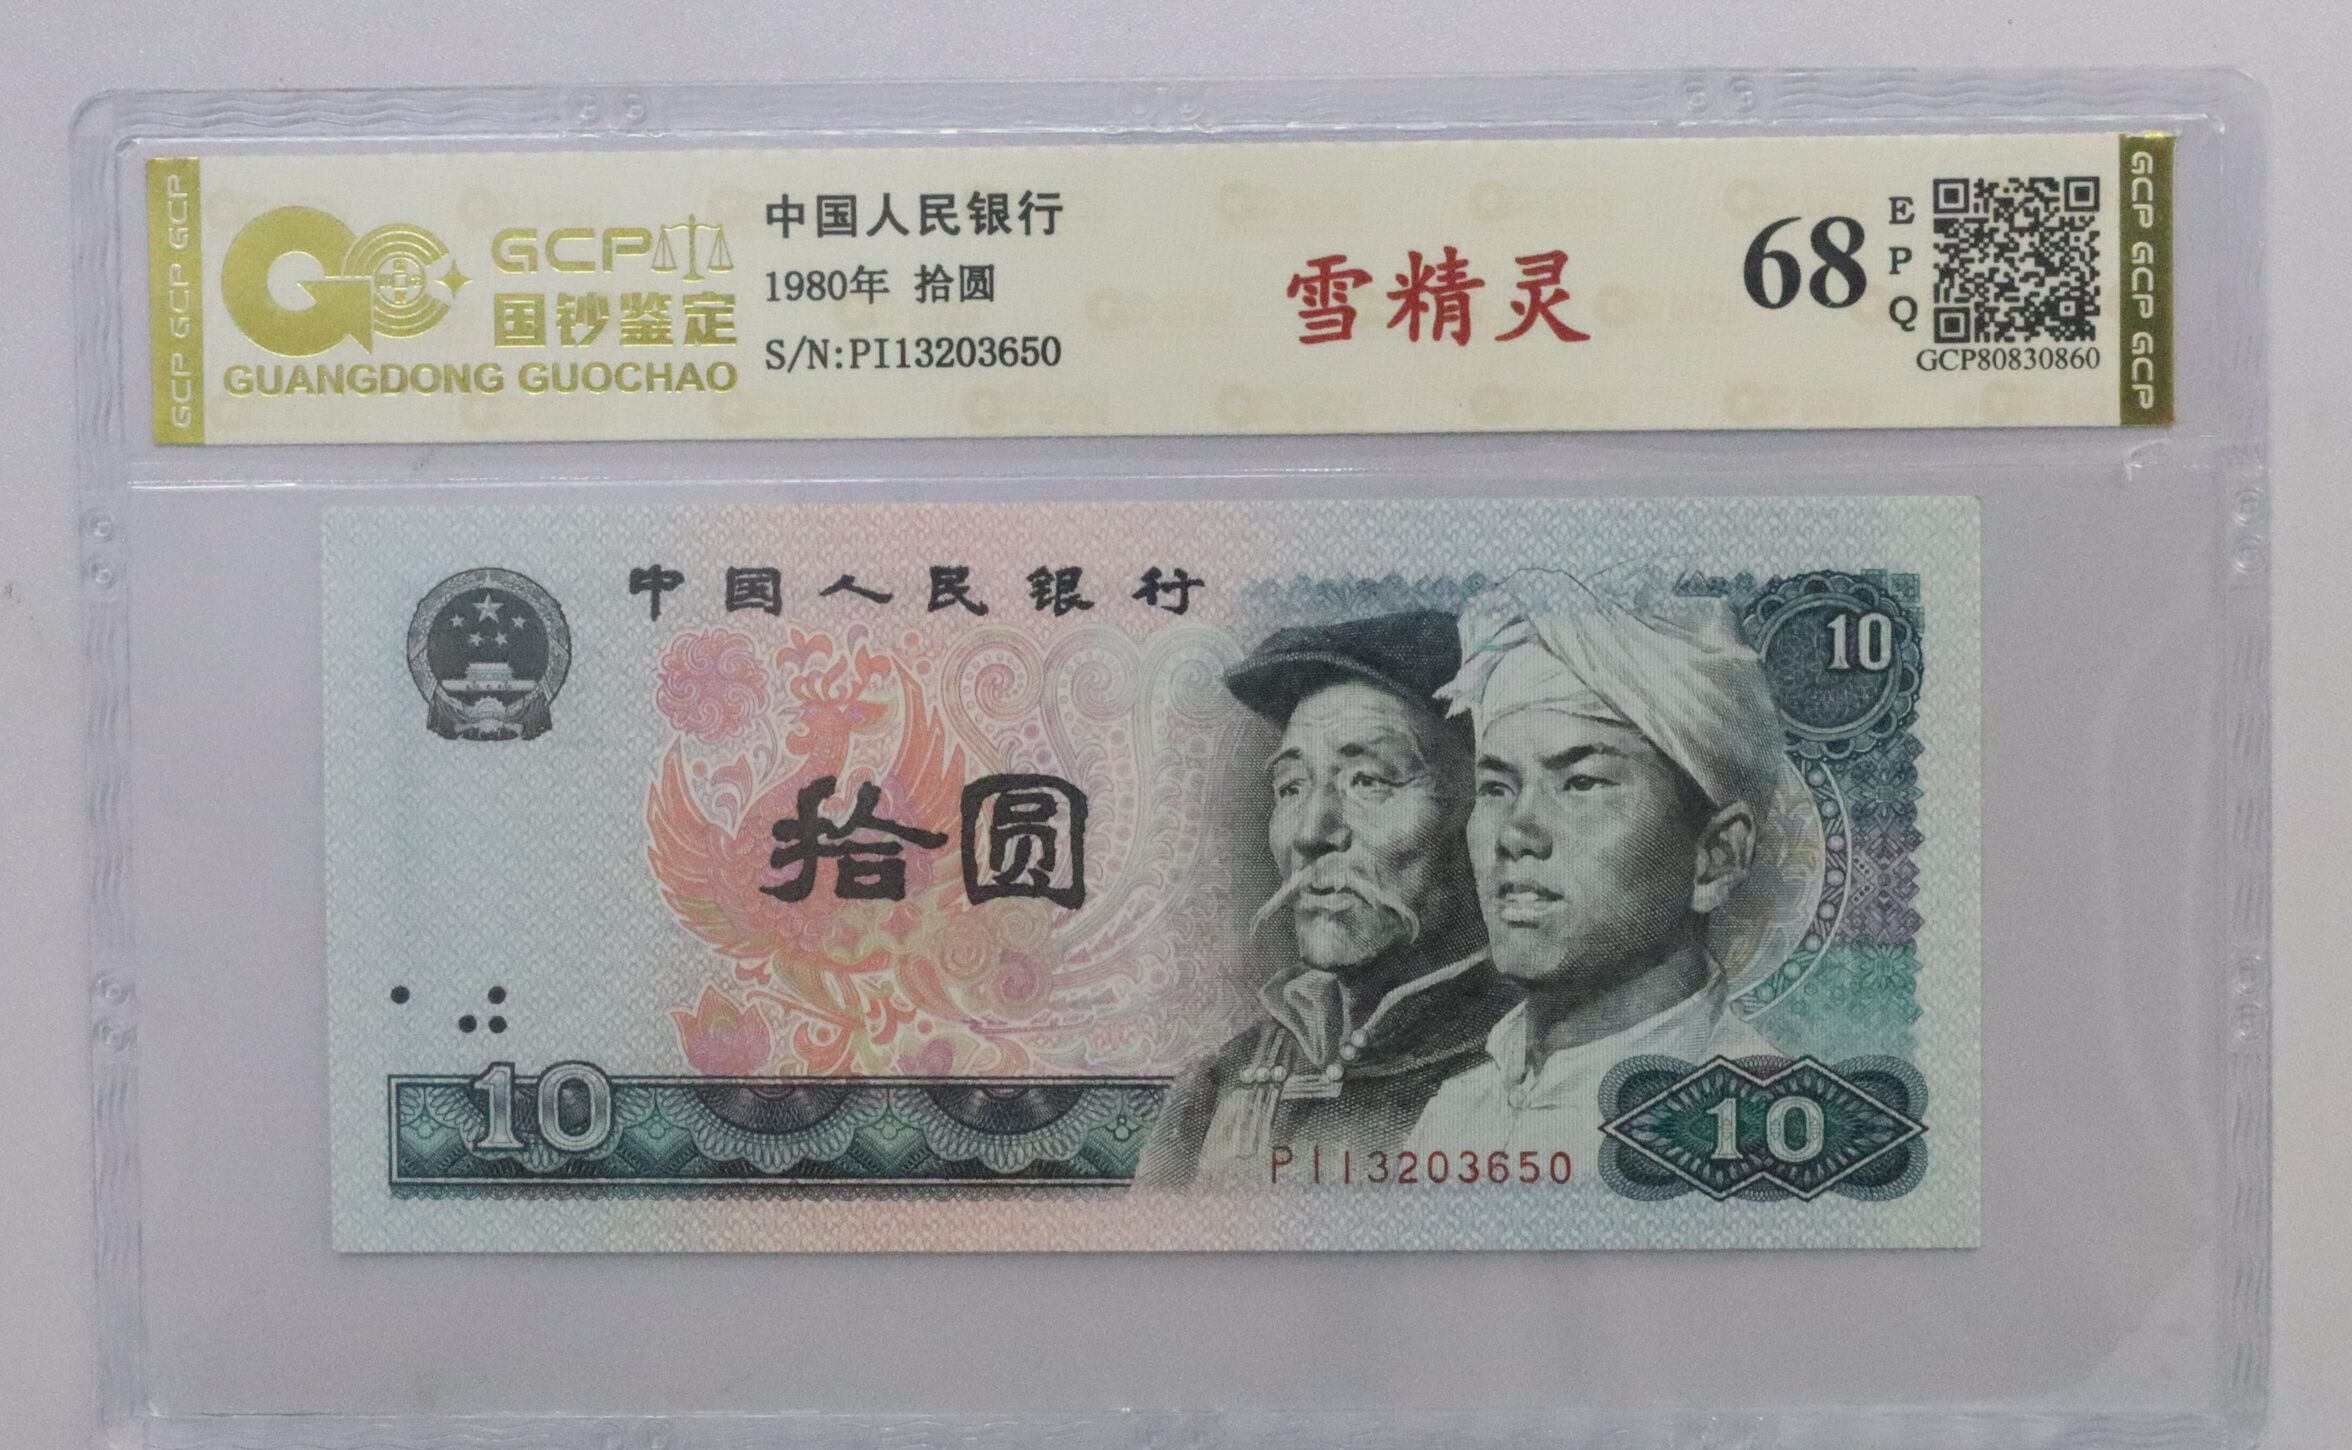 GCP GCP GCP
GCP
国钞鉴定
GUANGDONG GUOCHAO
中国人民银行
1980年 拾圆
S/N:PI13203650
雪精灵
68
E
P
Q
GCP80830860
GCP GCP GCP
中国人民银行
10
拾圆
10
PI13203650
10